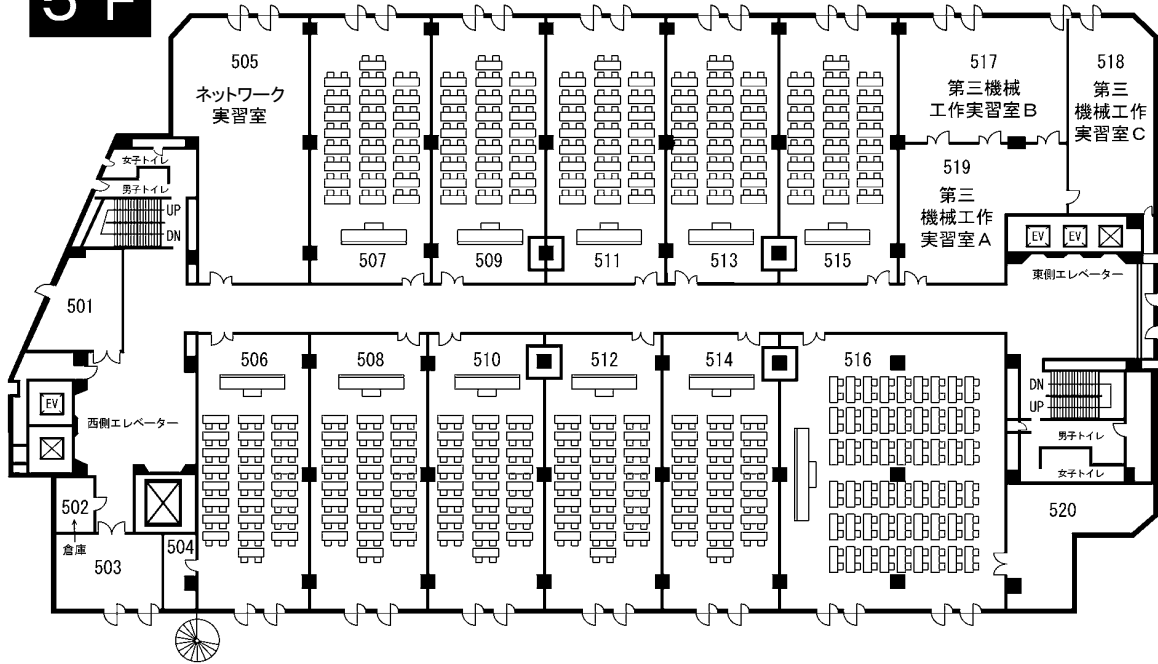 5F
505
ネットワーク
実習室
517
第三機械
工作実習室B
518
第三
機械工作
実習室C
女子トイレ
男子トイレ
UP
DN
519
第三
機械工作
実習室A
EV
EV
507
509
511
513
515
東側エレベーター
501
506
508
510
512
514
516
DN
UP
EV
西側エレベーター
男子トイレ
女子トイレ
502
倉庫
503
504
520